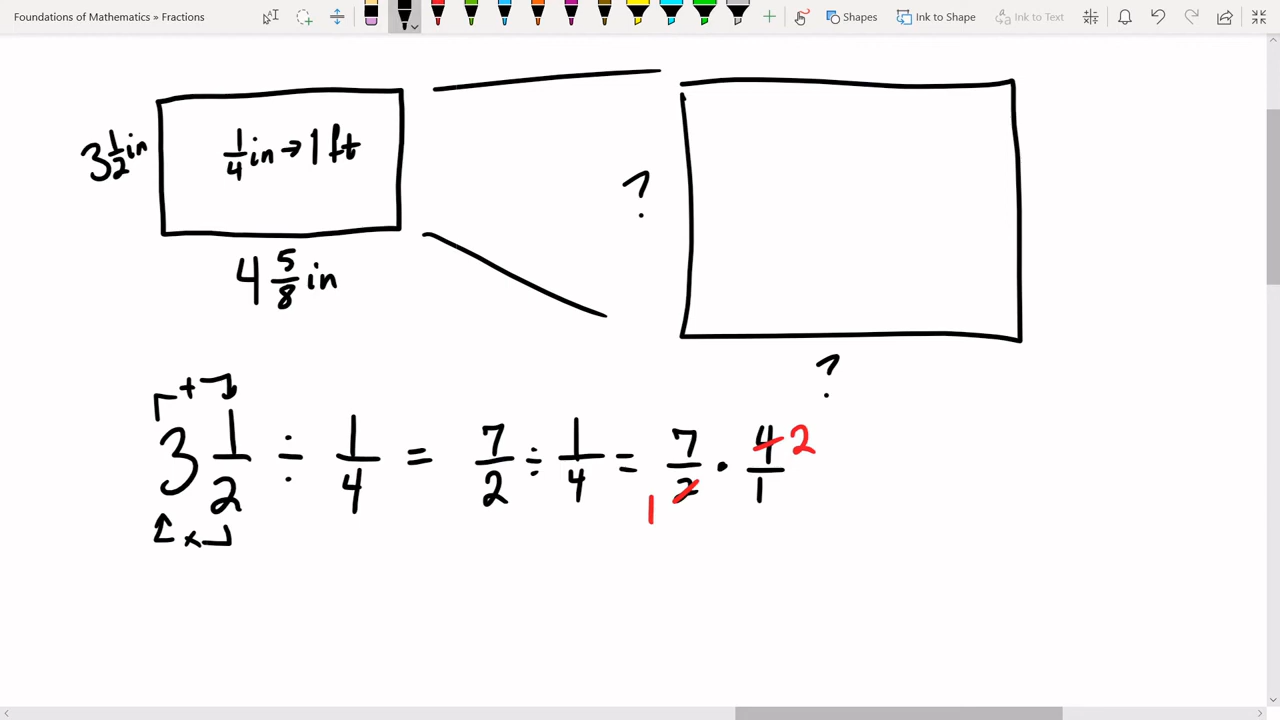 Foundations of Mathematics » Fractions
Shapes Ink to Shape Ink to Text
3 1/2 in
1/4 in → 1 ft
?
4 5/8 in
?
+
3 1/2 ÷ 1/4 = 7/2 ÷ 1/4 = 7/2 · 4/1
2
1
×